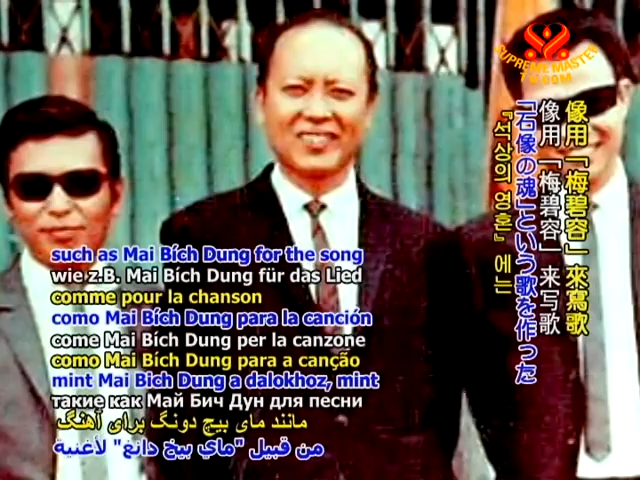 SUPREME MASTER
TV.COM
像用「梅碧容」來寫歌
像用「梅碧容」来写歌
「石像の魂」という歌を作った
『석상의 영혼』에는
such as Mai Bích Dung for the song
wie z.B. Mai Bích Dung für das Lied
comme pour la chanson
como Mai Bích Dung para la canción
come Mai Bích Dung per la canzone
como Mai Bích Dung para a canção
mint Mai Bich Dung a dalokhoz, mint
такие как Май Бич Дун для песни
مانند مای بیچ دونگ برای آهنگ
من قبيل "ماي بيخ دانغ" لأغنية